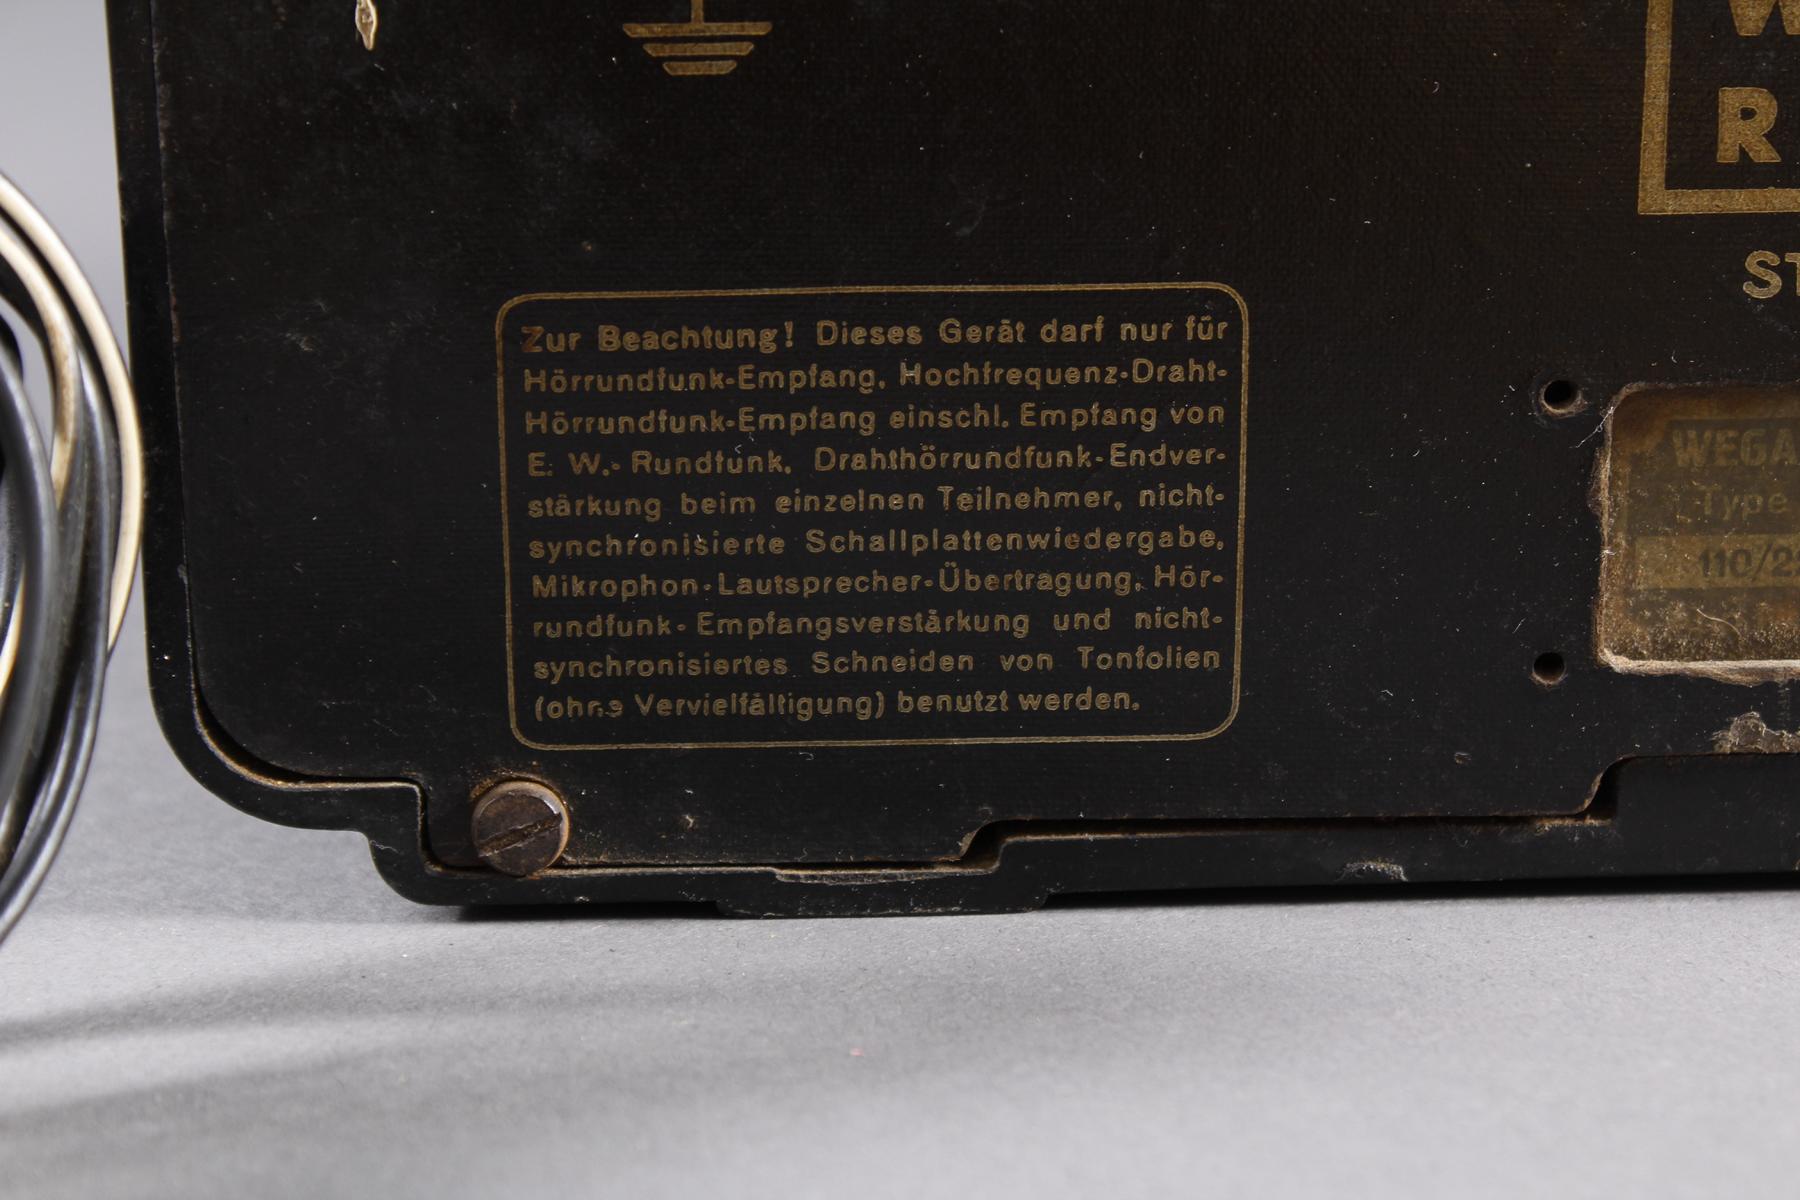 W
R
ST
Zur Beachtung! Dieses Gerät darf nur für
Hörrundfunk-Empfang, Hochfrequenz-Draht-
Hörrundfunk-Empfang einschl. Empfang von
E. W.- Rundfunk, Drahthörrundfunk-Endver-
stärkung beim einzelnen Teilnehmer, nicht-
synchronisierte Schallplattenwiedergabe,
Mikrophon-Lautsprecher-Übertragung, Hör-
rundfunk-Empfangsverstärkung und nicht-
synchronisiertes Schneiden von Tonfolien
(ohne Vervielfältigung) benutzt werden.
WEGA
Type
110/22